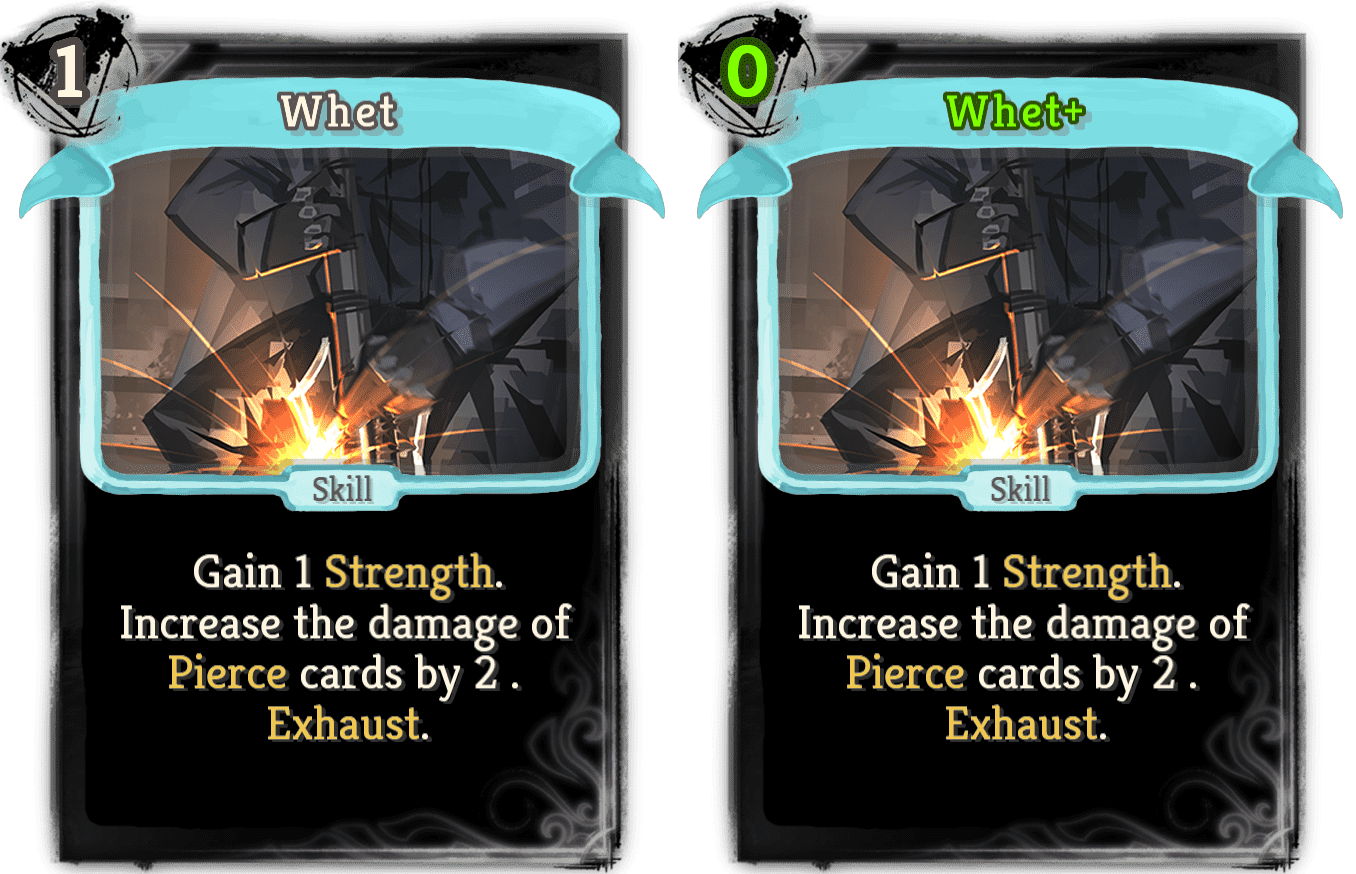 1
Whet
Skill
Gain 1 Strength.
Increase the damage of
Pierce cards by 2 .
Exhaust.
0
Whet+
Skill
Gain 1 Strength.
Increase the damage of
Pierce cards by 2 .
Exhaust.